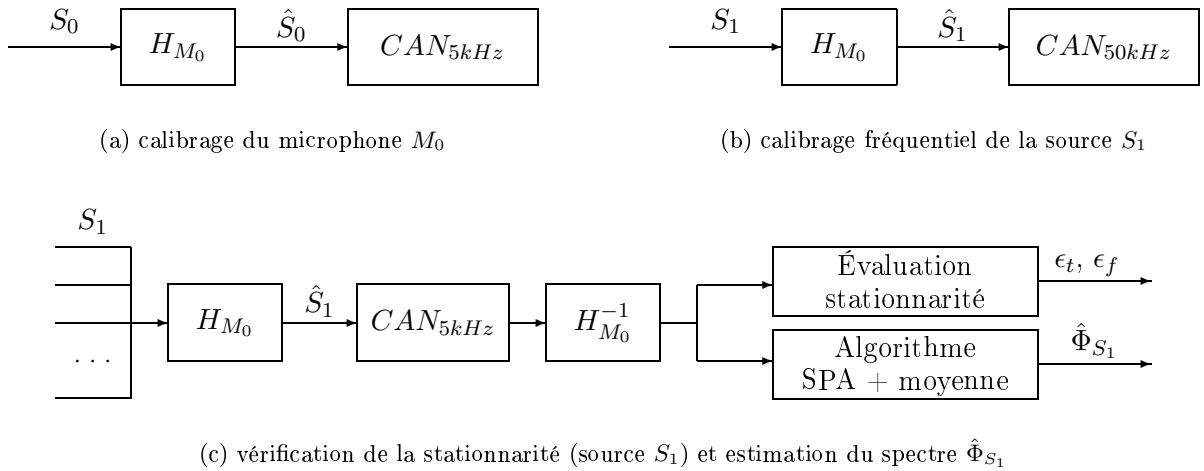 S_0 H_{M_0} Ŝ_0 CAN_{5kHz}
S_1 H_{M_0} Ŝ_1 CAN_{50kHz}
(a) calibrage du microphone M_0
(b) calibrage fréquentiel de la source S_1
S_1
H_{M_0} Ŝ_1 CAN_{5kHz} H_{M_0}^{-1}
. . .
Évaluation
stationnarité
ϵ_t, ϵ_f
Algorithme
SPA + moyenne
Φ̂_{S_1}
(c) vérification de la stationnarité (source S_1) et estimation du spectre Φ̂_{S_1}